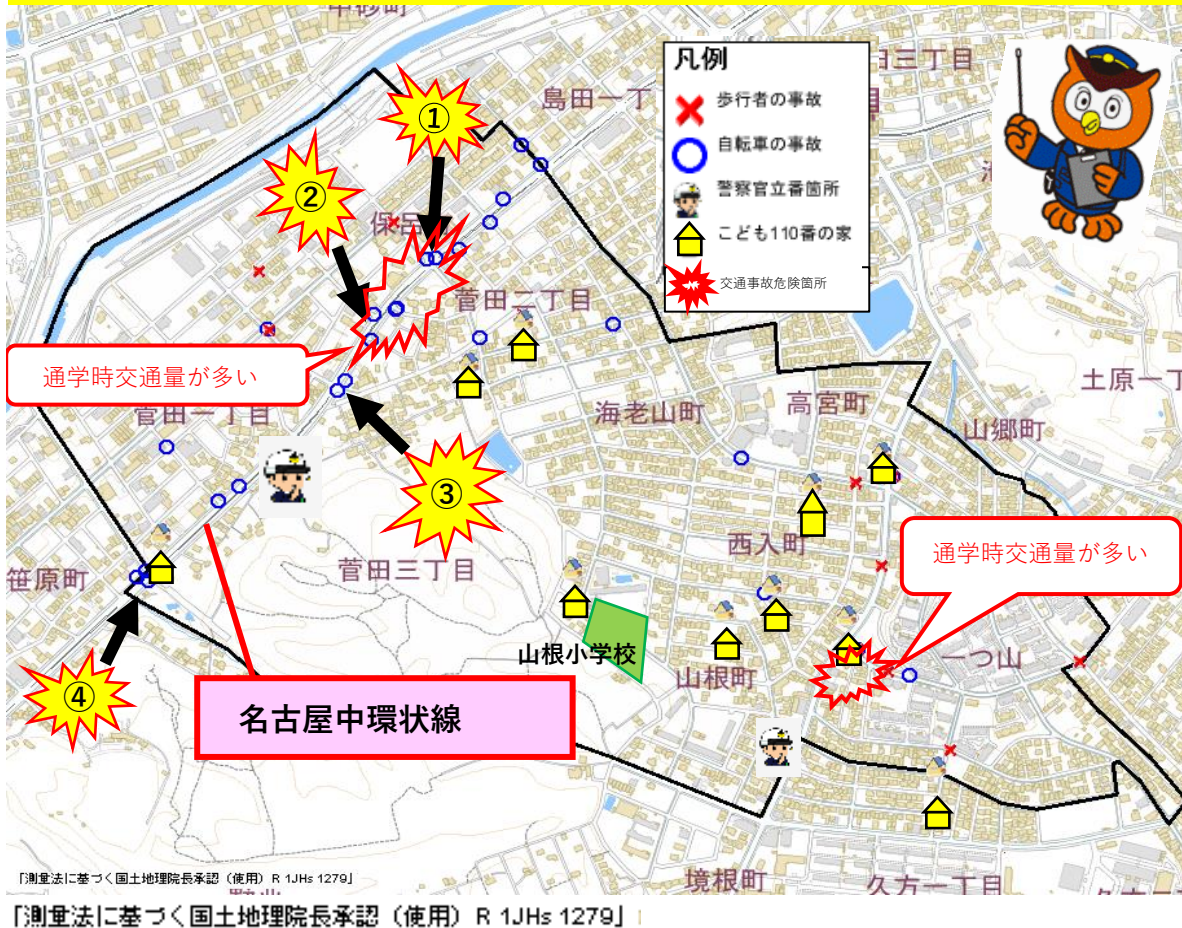 中砂町
凡例
歩行者の事故
自転車の事故
警察官立番箇所
こども110番の家
交通事故危険箇所
島田一丁
①
②
保呂
菅田二丁目
通学時交通量が多い
土原一丁
海老山町
高宮町
山郷町
菅田一丁目
③
西入町
通学時交通量が多い
笹原町
菅田三丁目
山根小学校
一つ山
山根町
④
名古屋中環状線
境根町
久方一丁目
「測量法に基づく国土地理院長承認（使用）R 1JHs 1279」
「測量法に基づく国土地理院長承認（使用）R 1JHs 1279」